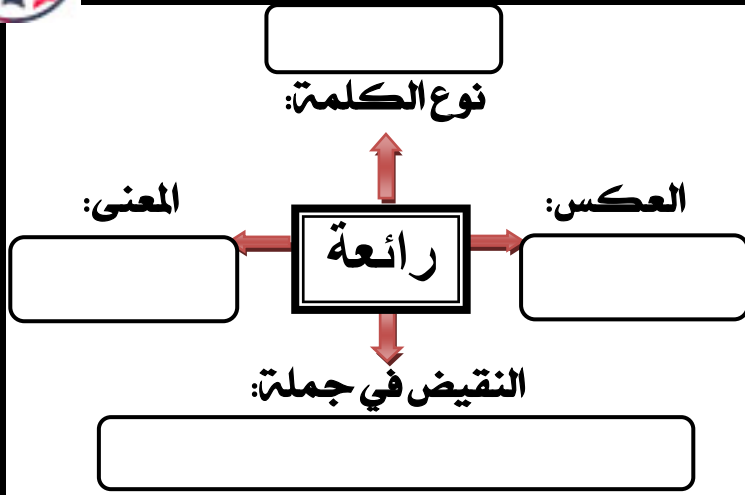 نوع الكلمة:
العكس:
المعنى:
رائعة
النقيض في جملة: